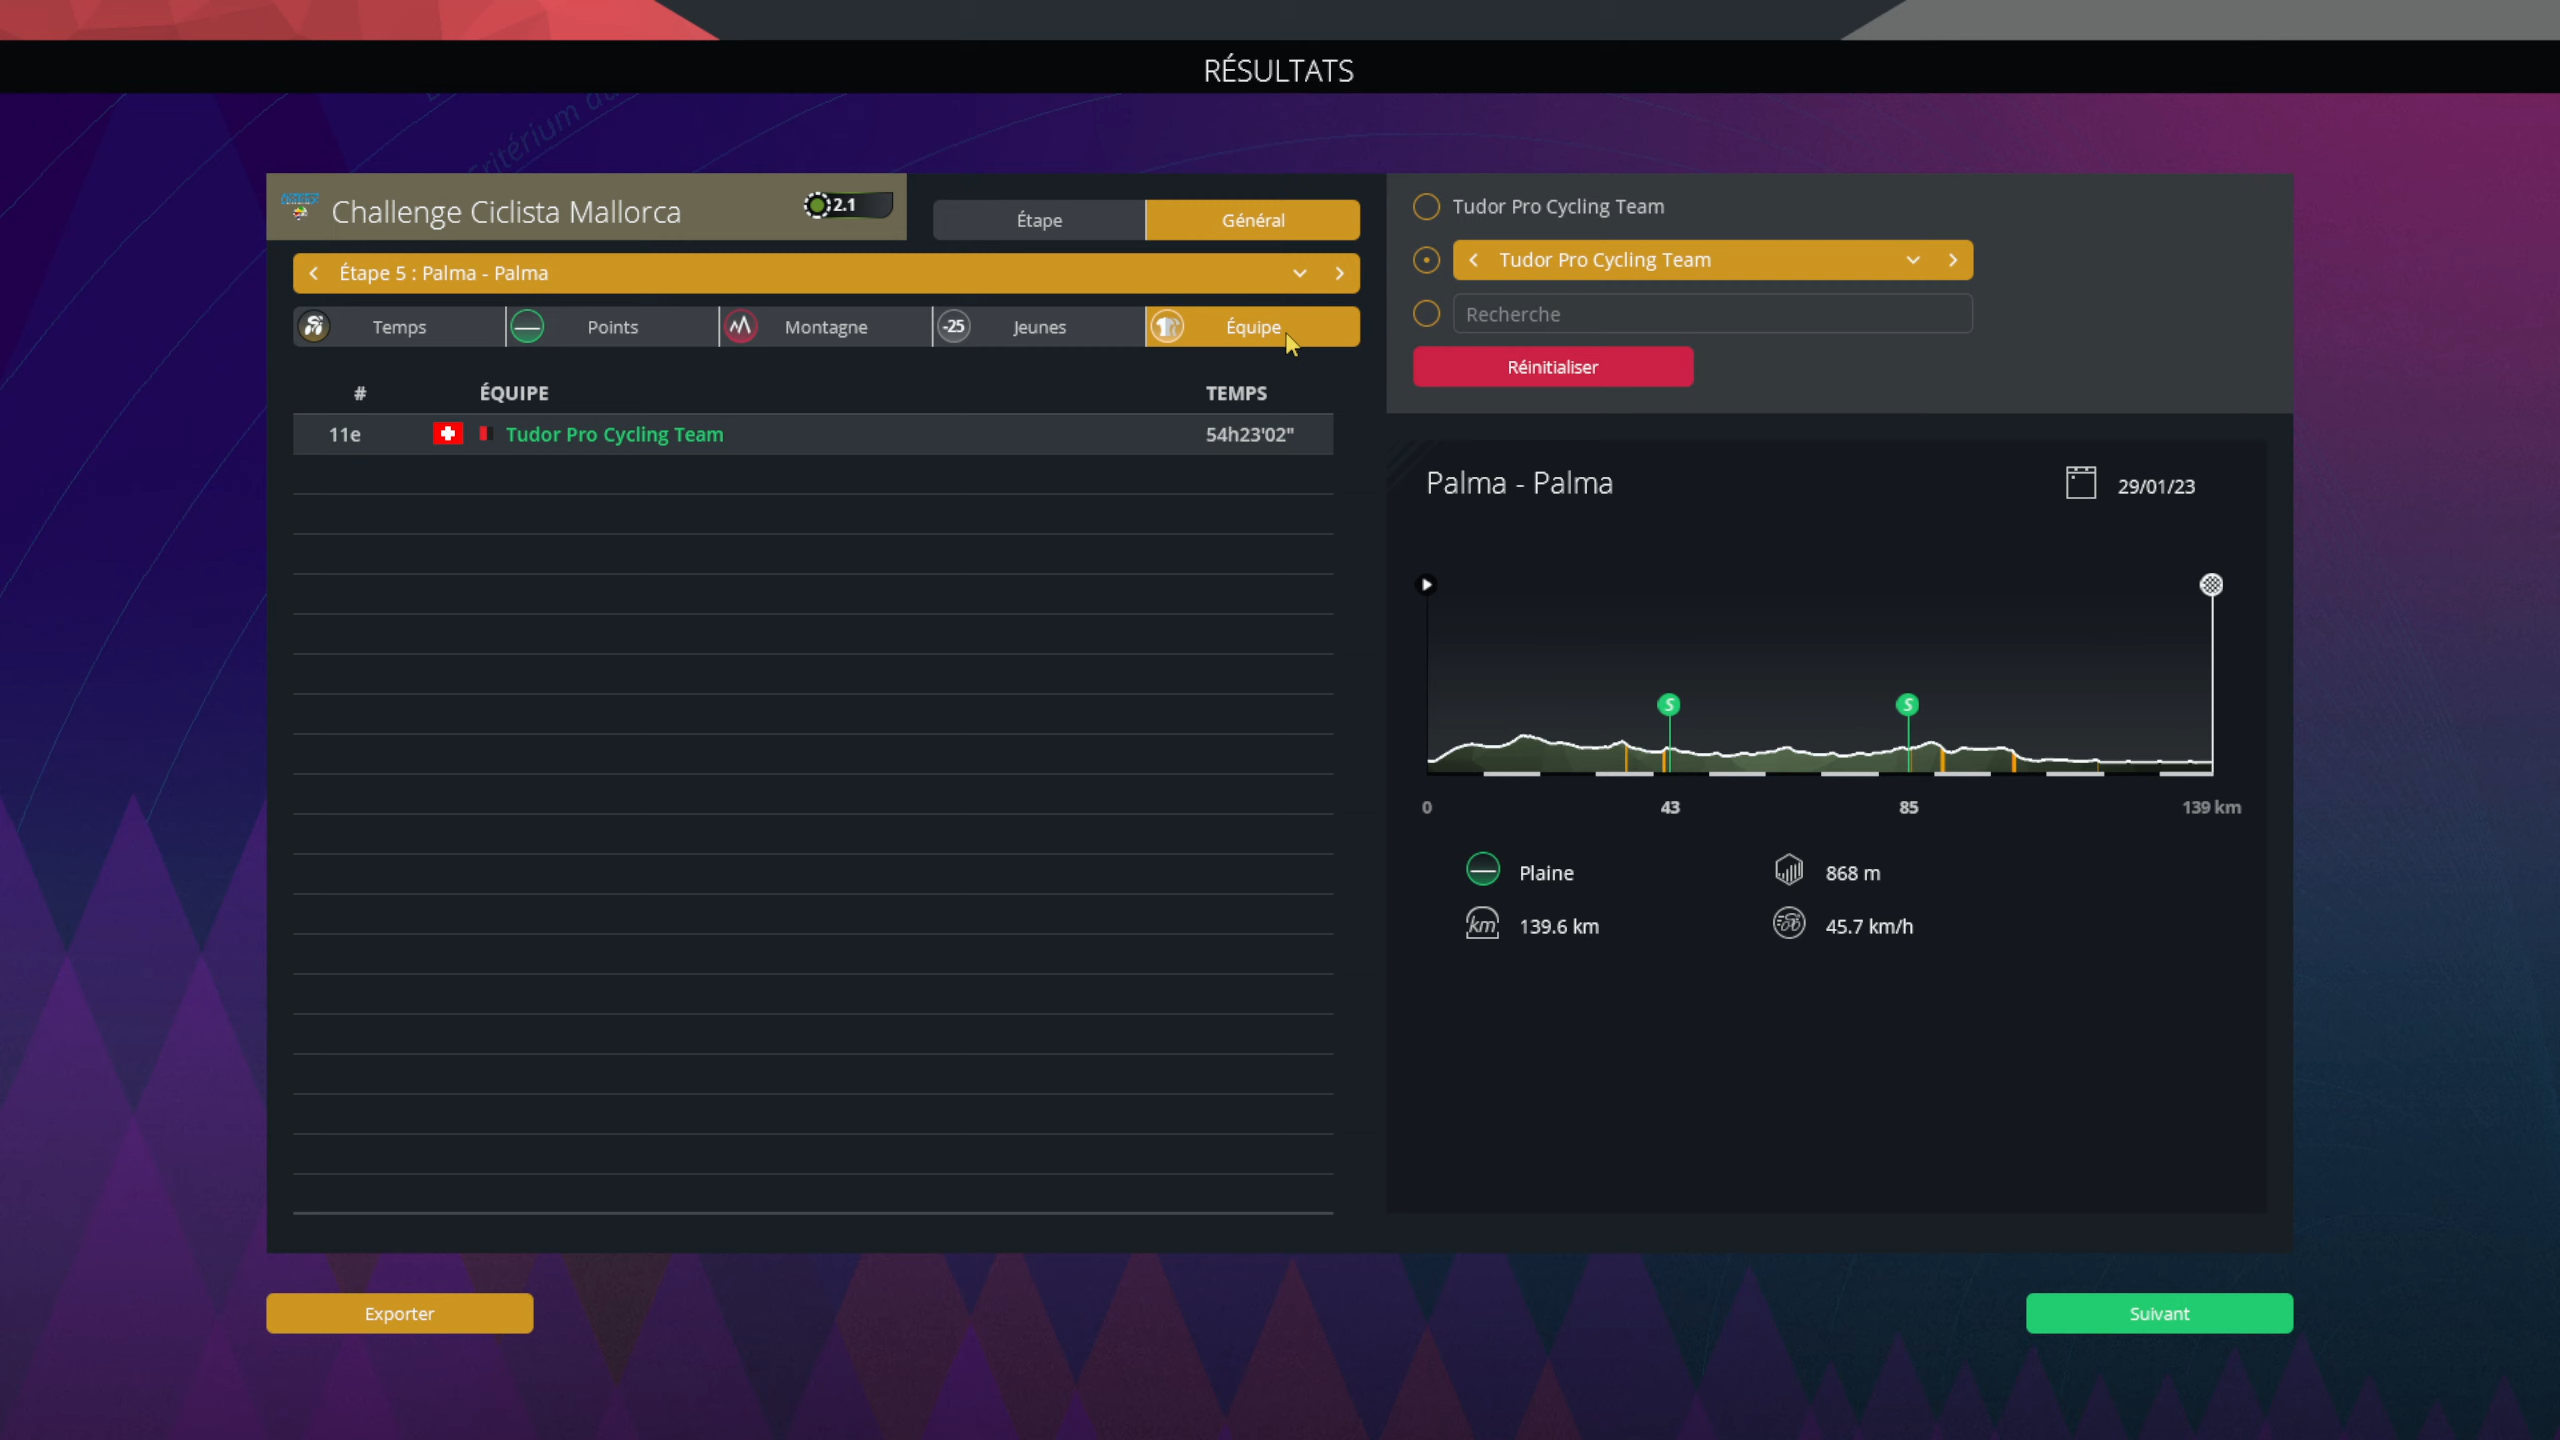 RÉSULTATS
Critérium du
Challenge Ciclista Mallorca
2.1
Étape
Général
Étape 5 : Palma - Palma
Temps
Points
Montagne
-25
Jeunes
Équipe
# ÉQUIPE TEMPS
11e Tudor Pro Cycling Team 54h23'02"
Tudor Pro Cycling Team
Tudor Pro Cycling Team
Recherche
Réinitialiser
Palma - Palma
29/01/23
S S
0 43 85 139 km
Plaine 868 m
km 139.6 km 45.7 km/h
Exporter
Suivant